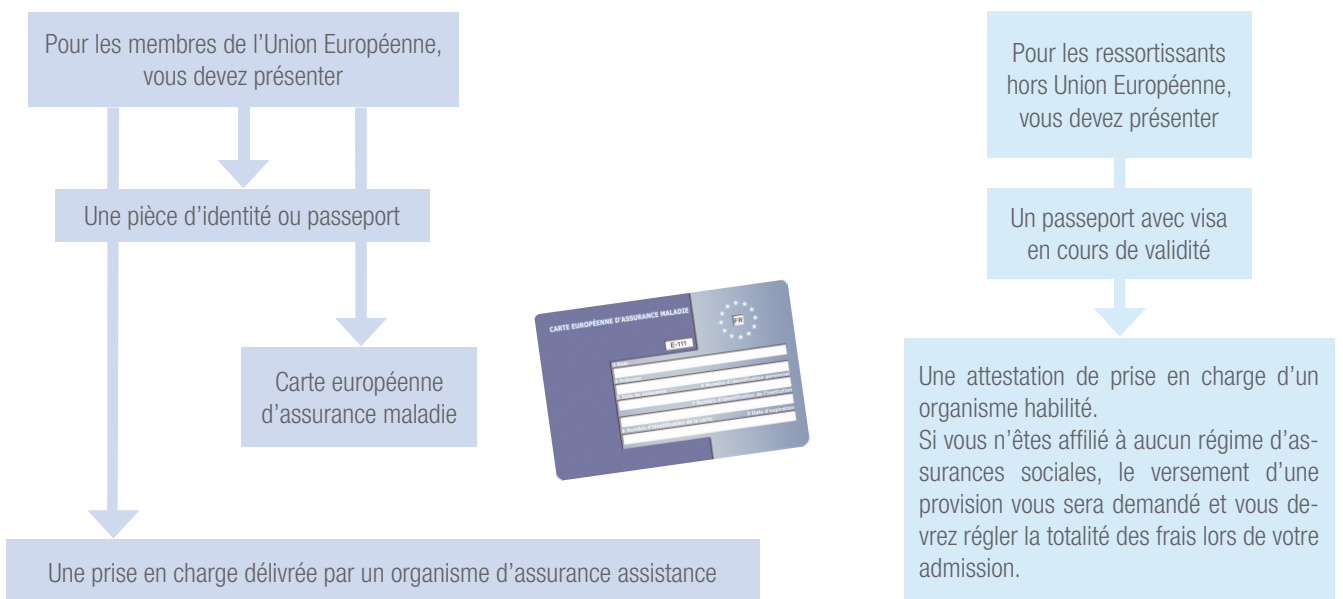 Pour les membres de l'Union Européenne,
vous devez présenter
Une pièce d'identité ou passeport
Carte européenne
d'assurance maladie
Une prise en charge délivrée par un organisme d'assurance assistance
CARTE EUROPÉENNE D'ASSURANCE MALADIE
FR
E-111
Pour les ressortissants
hors Union Européenne,
vous devez présenter
Un passeport avec visa
en cours de validité
Une attestation de prise en charge d'un
organisme habilité.
Si vous n'êtes affilié à aucun régime d'as-
surances sociales, le versement d'une
provision vous sera demandé et vous de-
vrez régler la totalité des frais lors de votre
admission.